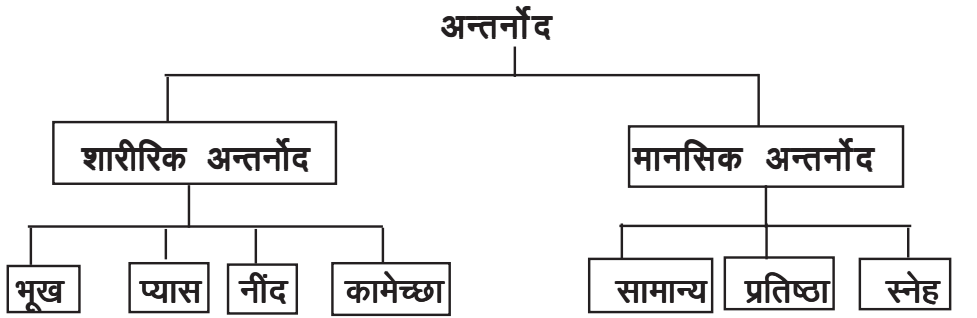 अन्तर्नोद
शारीरिक अन्तर्नोद
मानसिक अन्तर्नोद
भूख
प्यास
नींद
कामेच्छा
सामान्य
प्रतिष्ठा
स्नेह